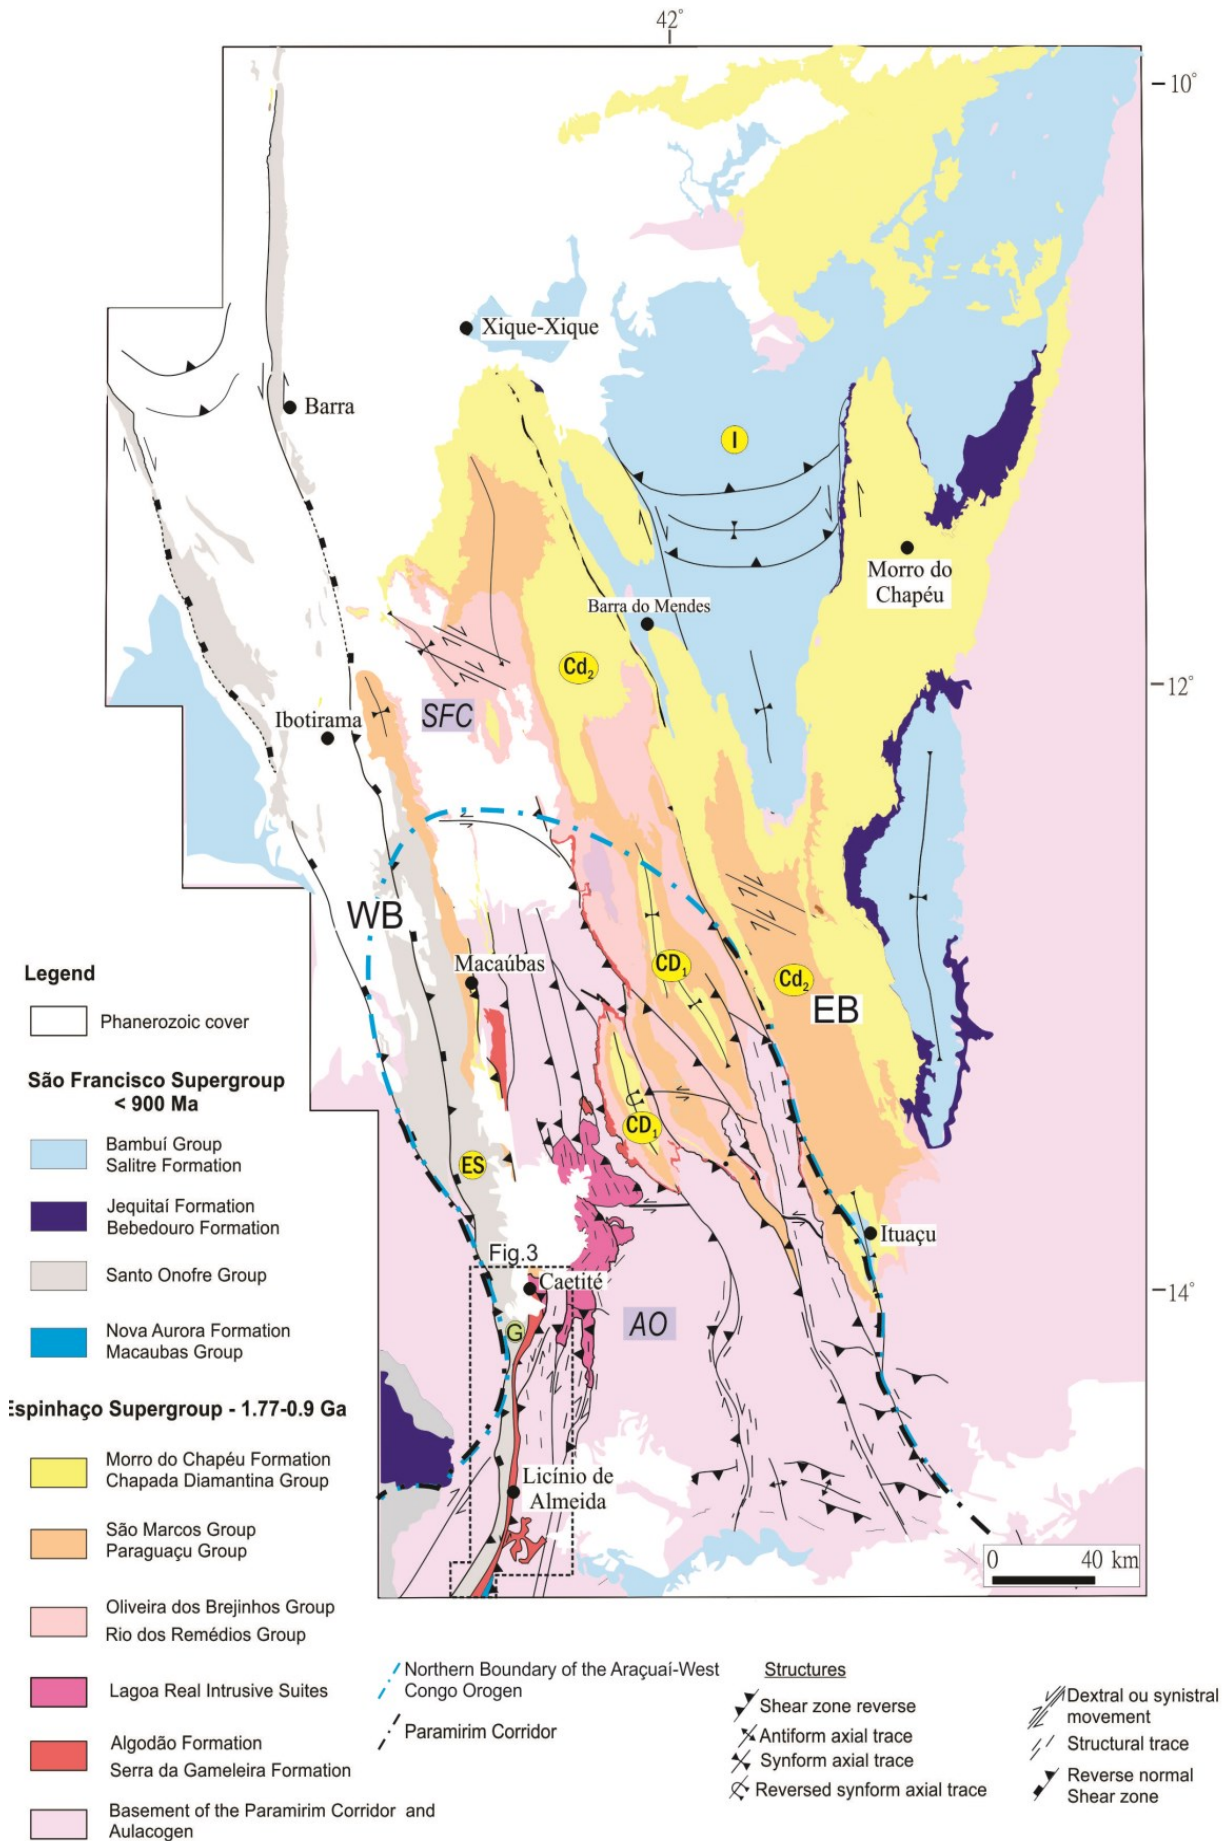 42°
10°
Xique-Xique
Barra
I
Morro do
Chapéu
Barra do Mendes
Cd2
12°
SFC
Ibotirama
WB
Macaúbas
CD1
Cd2
EB
CD1
ES
Ituaçu
Fig.3
Caetité
14°
G
AO
Licínio de
Almeida
0 40 km
Legend
Phanerozoic cover
São Francisco Supergroup
< 900 Ma
Bambuí Group
Salitre Formation
Jequitaí Formation
Bebedouro Formation
Santo Onofre Group
Nova Aurora Formation
Macaubas Group
Espinhaço Supergroup - 1.77-0.9 Ga
Morro do Chapéu Formation
Chapada Diamantina Group
São Marcos Group
Paraguaçu Group
Oliveira dos Brejinhos Group
Rio dos Remédios Group
Lagoa Real Intrusive Suites
Algodão Formation
Serra da Gameleira Formation
Basement of the Paramirim Corridor and
Aulacogen
Northern Boundary of the Araçuaí-West
Congo Orogen
Paramirim Corridor
Structures
Shear zone reverse
Antiform axial trace
Synform axial trace
Reversed synform axial trace
Dextral ou synistral
movement
Structural trace
Reverse normal
Shear zone